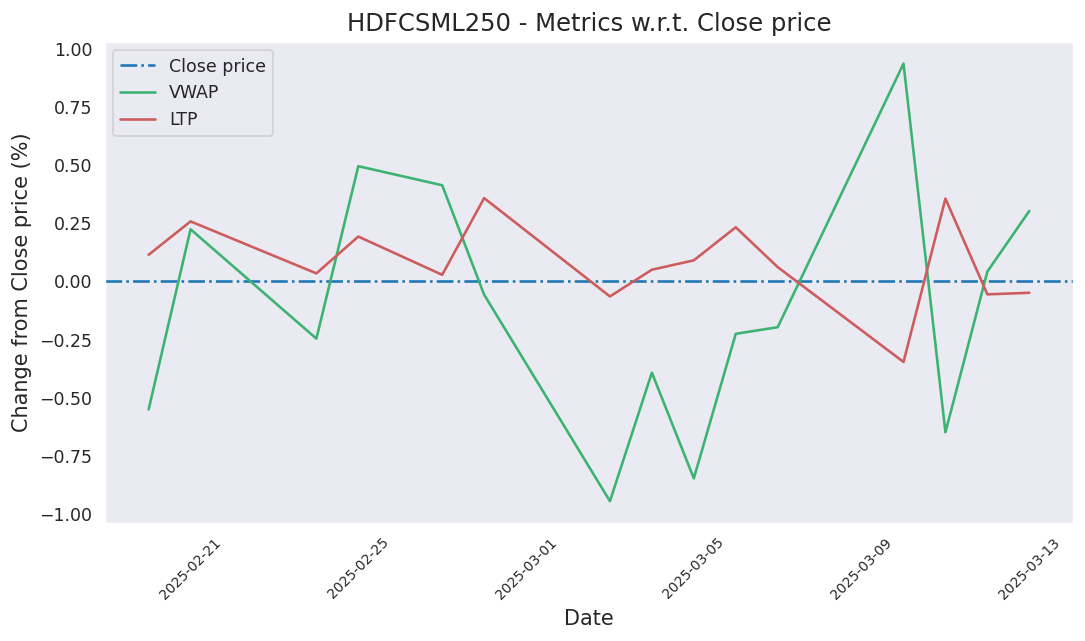 HDFCSML250 - Metrics w.r.t. Close price
Close price
VWAP
LTP
Change from Close price (%)
1.00
0.75
0.50
0.25
0.00
−0.25
−0.50
−0.75
−1.00
2025-02-21
2025-02-25
2025-03-01
2025-03-05
2025-03-09
2025-03-13
Date